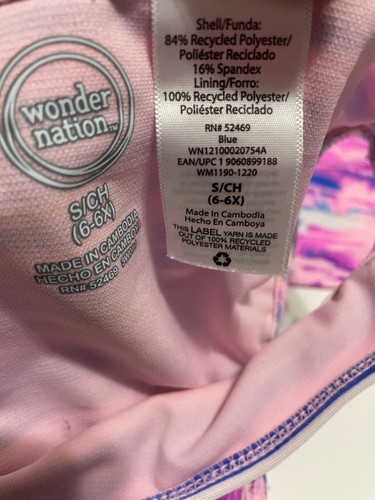 wonder
nation™
S/CH
(6-6X)
MADE IN CAMBODIA
HECHO EN CAMBOYA
RN# 52469
Shell/Funda:
84% Recycled Polyester/
Poliéster Reciclado
16% Spandex
Lining/Forro:
100% Recycled Polyester/
Poliéster Reciclado
RN# 52469
Blue
WN12100020754A
EAN/UPC 1 9060899188
WM1190-1220
S/CH
(6-6X)
Made In Cambodia
Hecho En Camboya
THIS LABEL YARN IS MADE
OUT OF 100% RECYCLED
POLYESTER MATERIALS